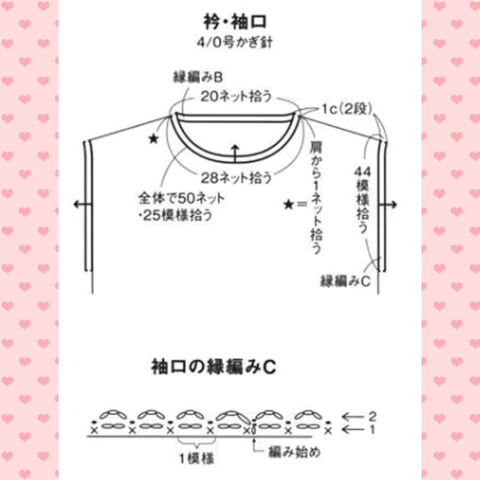 衿・袖口
4/0号かぎ針
縁編みB
20ネット拾う
1c(2段)
★
28ネット拾う
全体で50ネット
・25模様拾う
★=肩から1ネット拾う
44模様拾う
縁編みC
袖口の縁編みC
2
1
1模様
編み始め